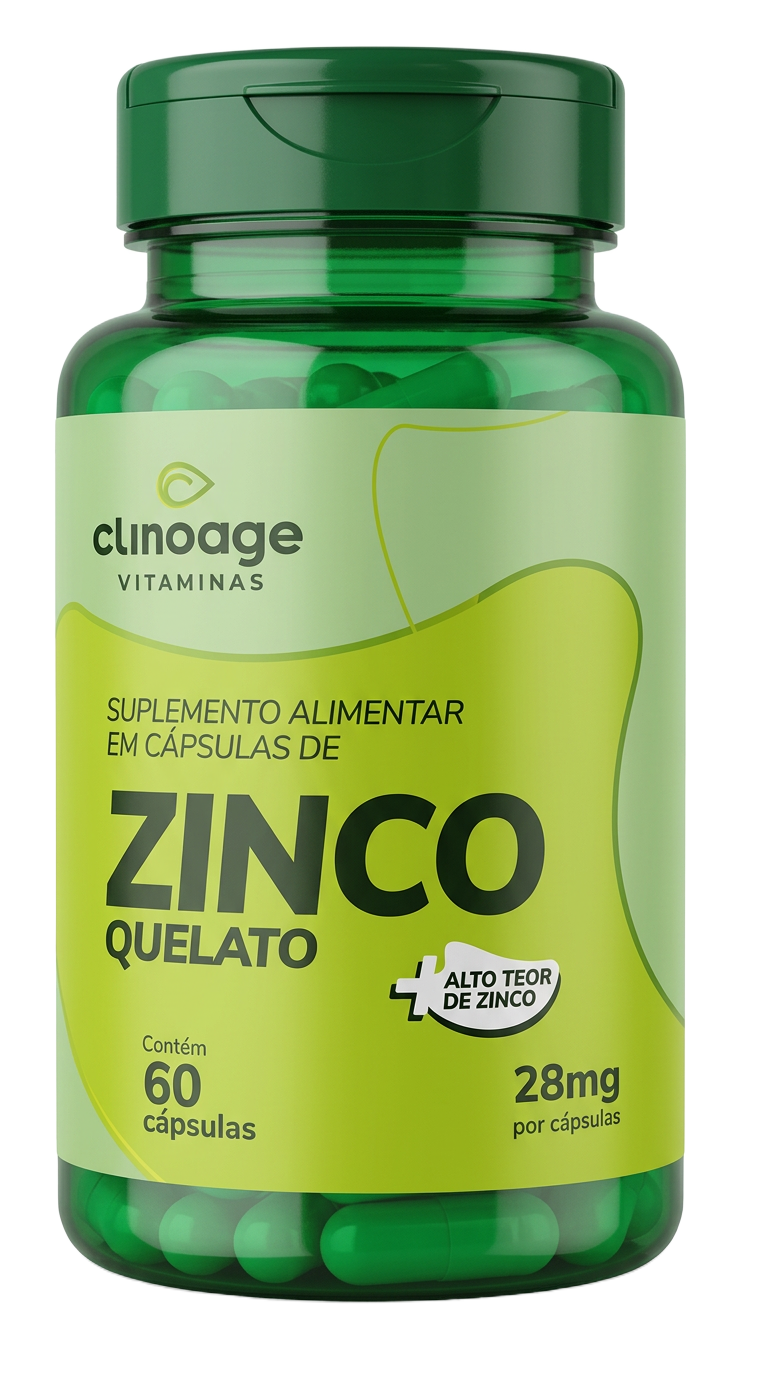 clinoage
VITAMINAS
SUPLEMENTO ALIMENTAR
EM CÁPSULAS DE
ZINCO
QUELATO
+ ALTO TEOR
DE ZINCO
Contém
60
cápsulas
28mg
por cápsulas